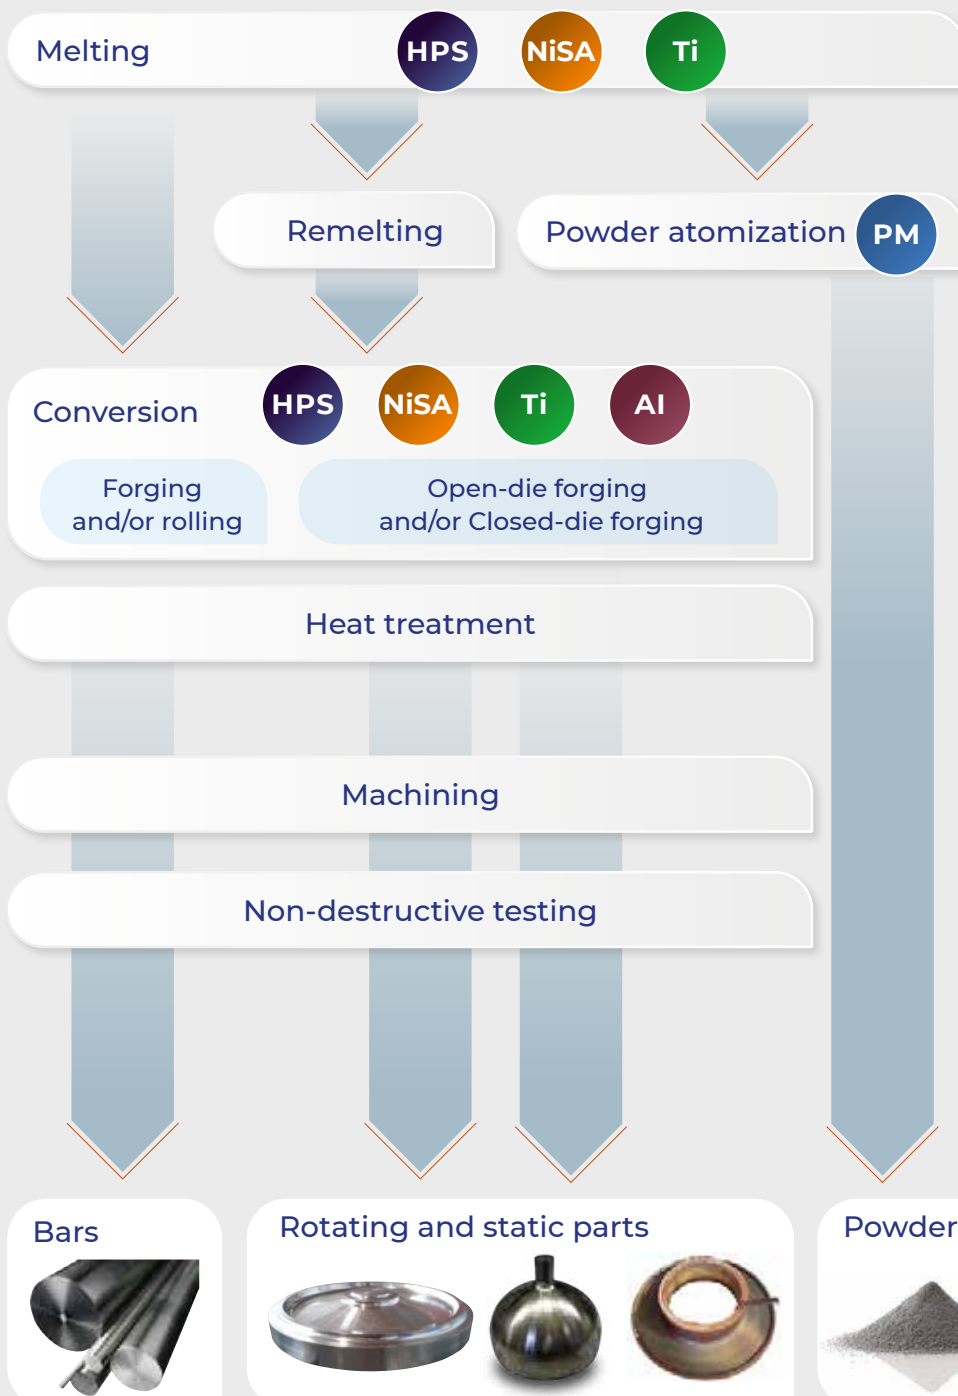 Melting
HPS
NiSA
Ti
Remelting
Powder atomization
PM
Conversion
HPS
NiSA
Ti
Al
Forging
and/or rolling
Open-die forging
and/or Closed-die forging
Heat treatment
Machining
Non-destructive testing
Bars
Rotating and static parts
Powder